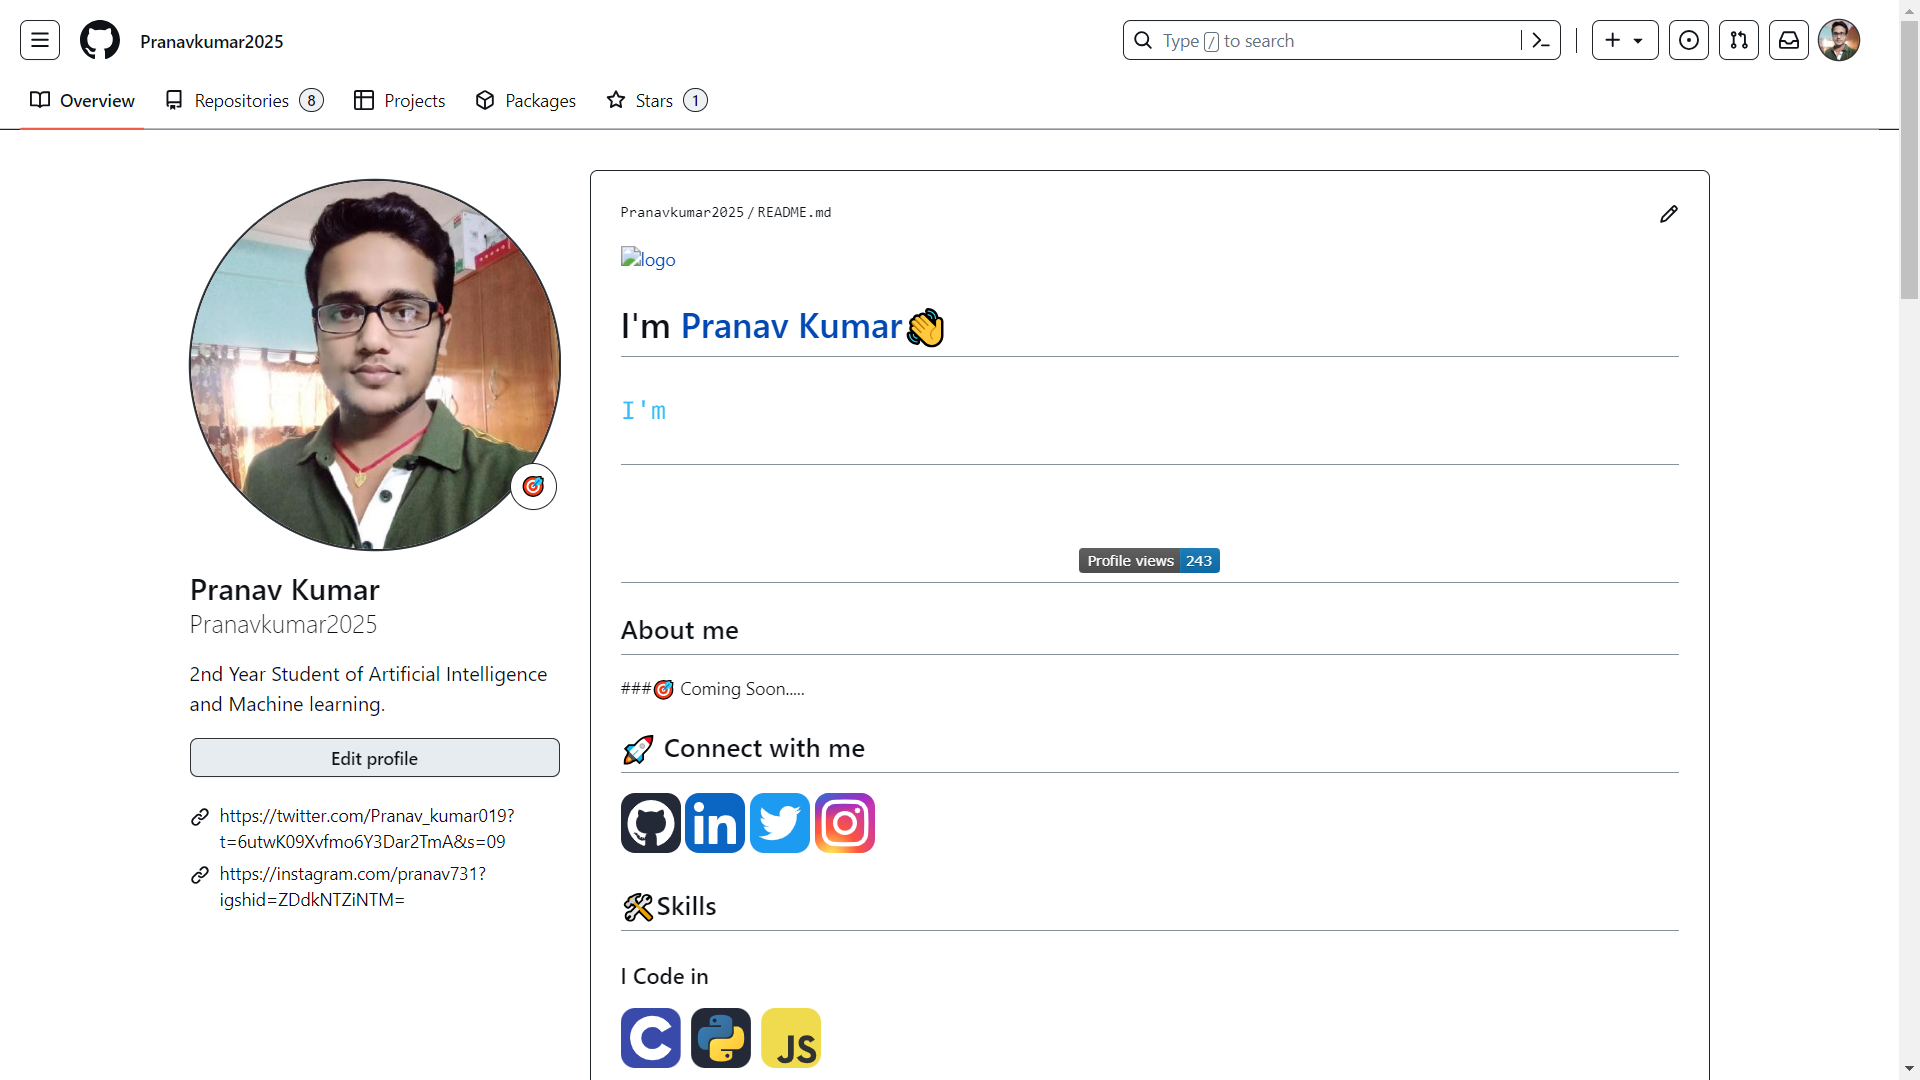 Pranavkumar2025
Type / to search
Overview
Repositories 8
Projects
Packages
Stars 1
Pranav Kumar
Pranavkumar2025
2nd Year Student of Artificial Intelligence
and Machine learning.
Edit profile
https://twitter.com/Pranav_kumar019?
t=6utwK09Xvfmo6Y3Dar2TmA&s=09
https://instagram.com/pranav731?
igshid=ZDdkNTZiNTM=
Pranavkumar2025/README.md
logo
I'm Pranav Kumar👋
I'm
Profile views 243
About me
###🎯 Coming Soon.....
🚀 Connect with me
in
🛠Skills
I Code in
C
JS